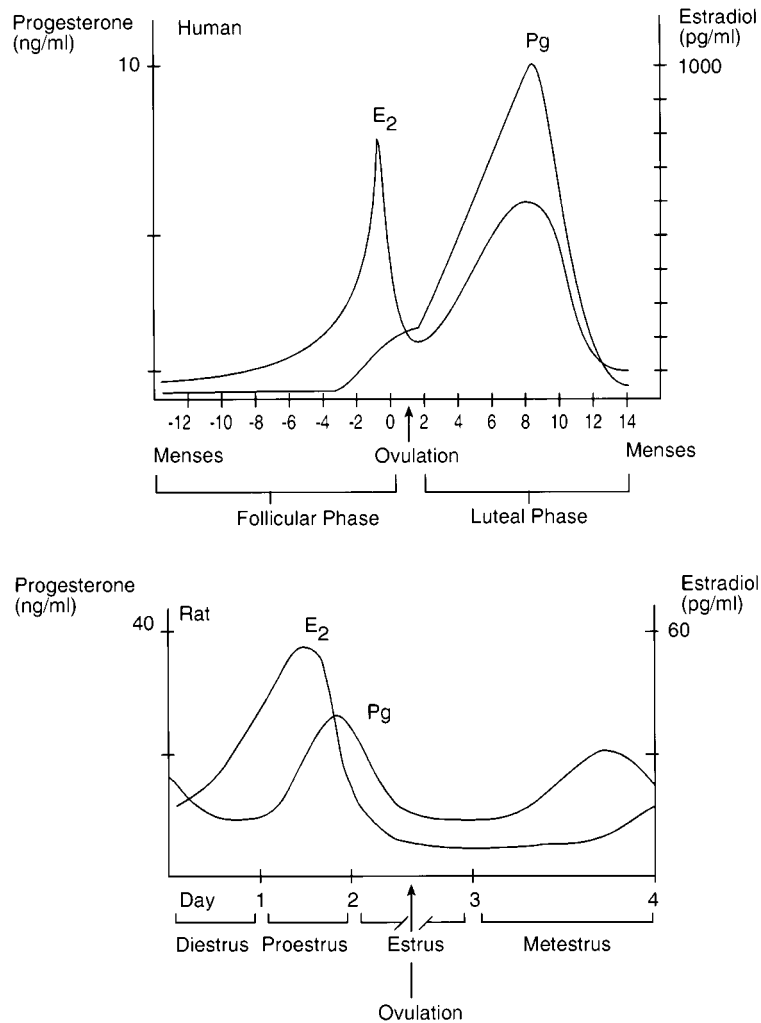 Progesterone
(ng/ml)
Human
Estradiol
(pg/ml)
Pg
10
1000
E2
-12 -10 -8 -6 -4 -2 0 2 4 6 8 10 12 14
Menses
Ovulation
Menses
Follicular Phase
Luteal Phase
Progesterone
(ng/ml)
Estradiol
(pg/ml)
40
Rat
E2
60
Pg
Day 1 2 3 4
Diestrus Proestrus Estrus Metestrus
Ovulation